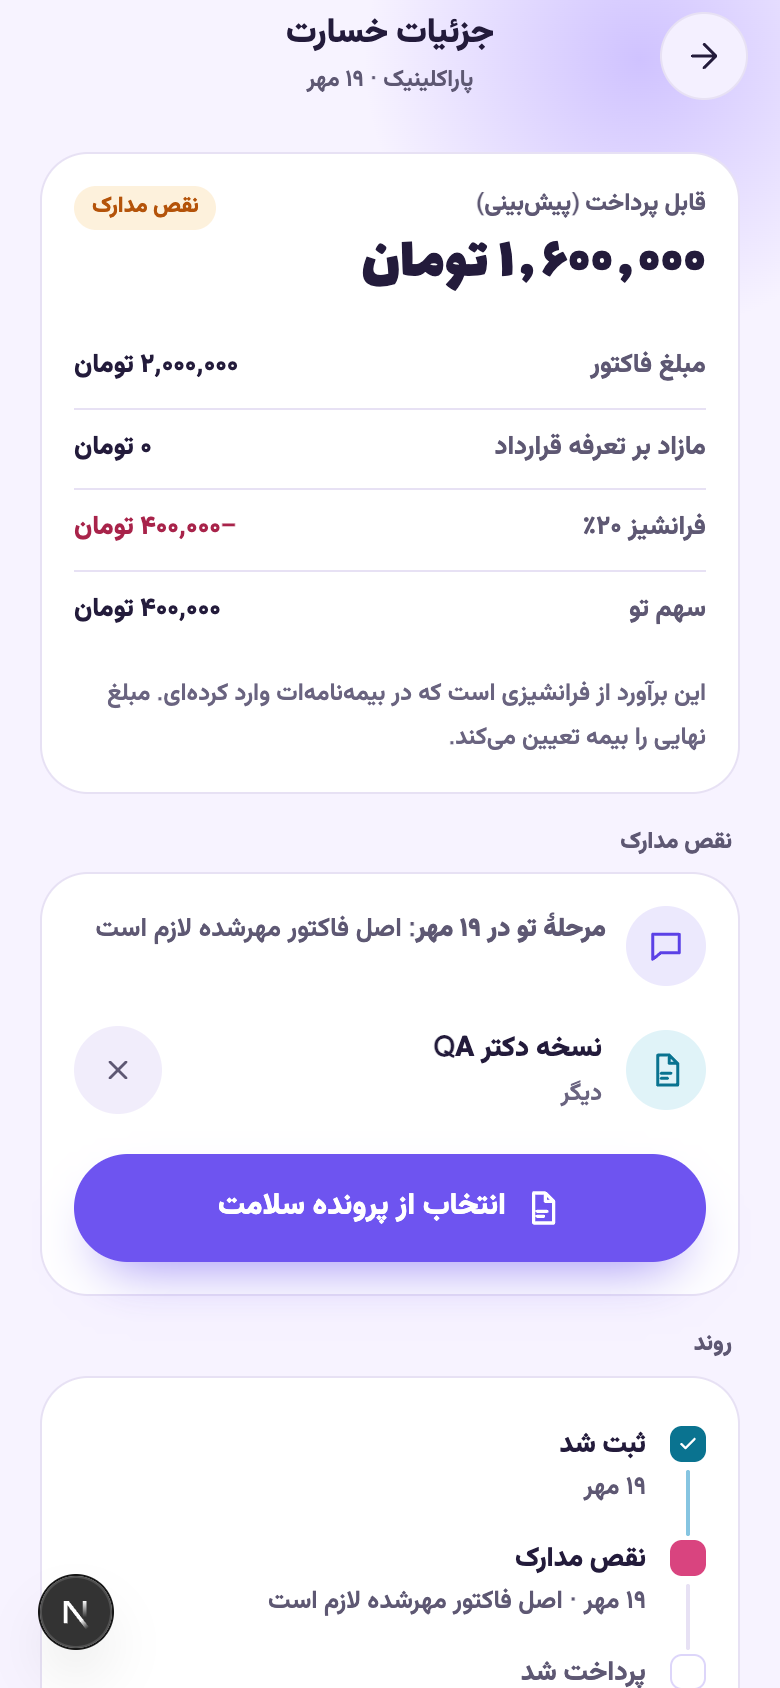 جزئیات خسارت
پاراکلینیک · ۱۹ مهر
قابل پرداخت (پیش‌بینی)
نقص مدارک
۱,۶۰۰,۰۰۰ تومان
مبلغ فاکتور
۲,۰۰۰,۰۰۰ تومان
مازاد بر تعرفه قرارداد
۰ تومان
فرانشیز ۲۰٪
−۴۰۰,۰۰۰ تومان
سهم تو
۴۰۰,۰۰۰ تومان
این برآورد از فرانشیزی است که در بیمه‌نامه‌ات وارد کرده‌ای. مبلغ
نهایی را بیمه تعیین می‌کند.
نقص مدارک
مرحلهٔ تو در ۱۹ مهر: اصل فاکتور مهرشده لازم است
نسخه دکتر QA
دیگر
انتخاب از پرونده سلامت
روند
ثبت شد
۱۹ مهر
نقص مدارک
۱۹ مهر · اصل فاکتور مهرشده لازم است
پرداخت شد
N